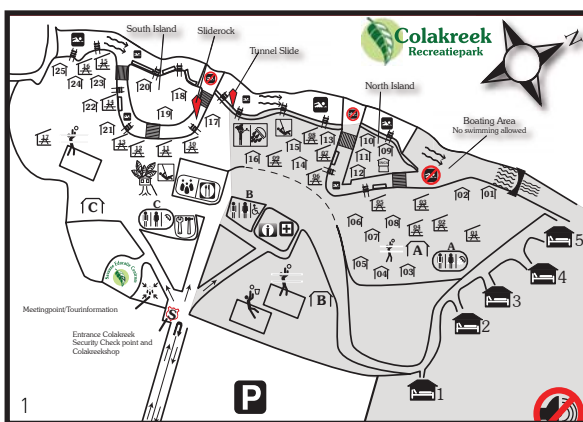 South Island
Sliderock
Tunnel Slide
Colakreek
Recreatiepark
N
North Island
Boating Area
No swimming allowed
25
24
23
22
21
20
19
18
17
16
15
14
13
12
11
10
09
08
07
06
05
04
03
02
01
C
C
B
B
A
A
S
Meetingpoint/Tourinformation
Entrance Colakreek
Security Check point and
Colakreekshop
P
1
2
3
4
5
1